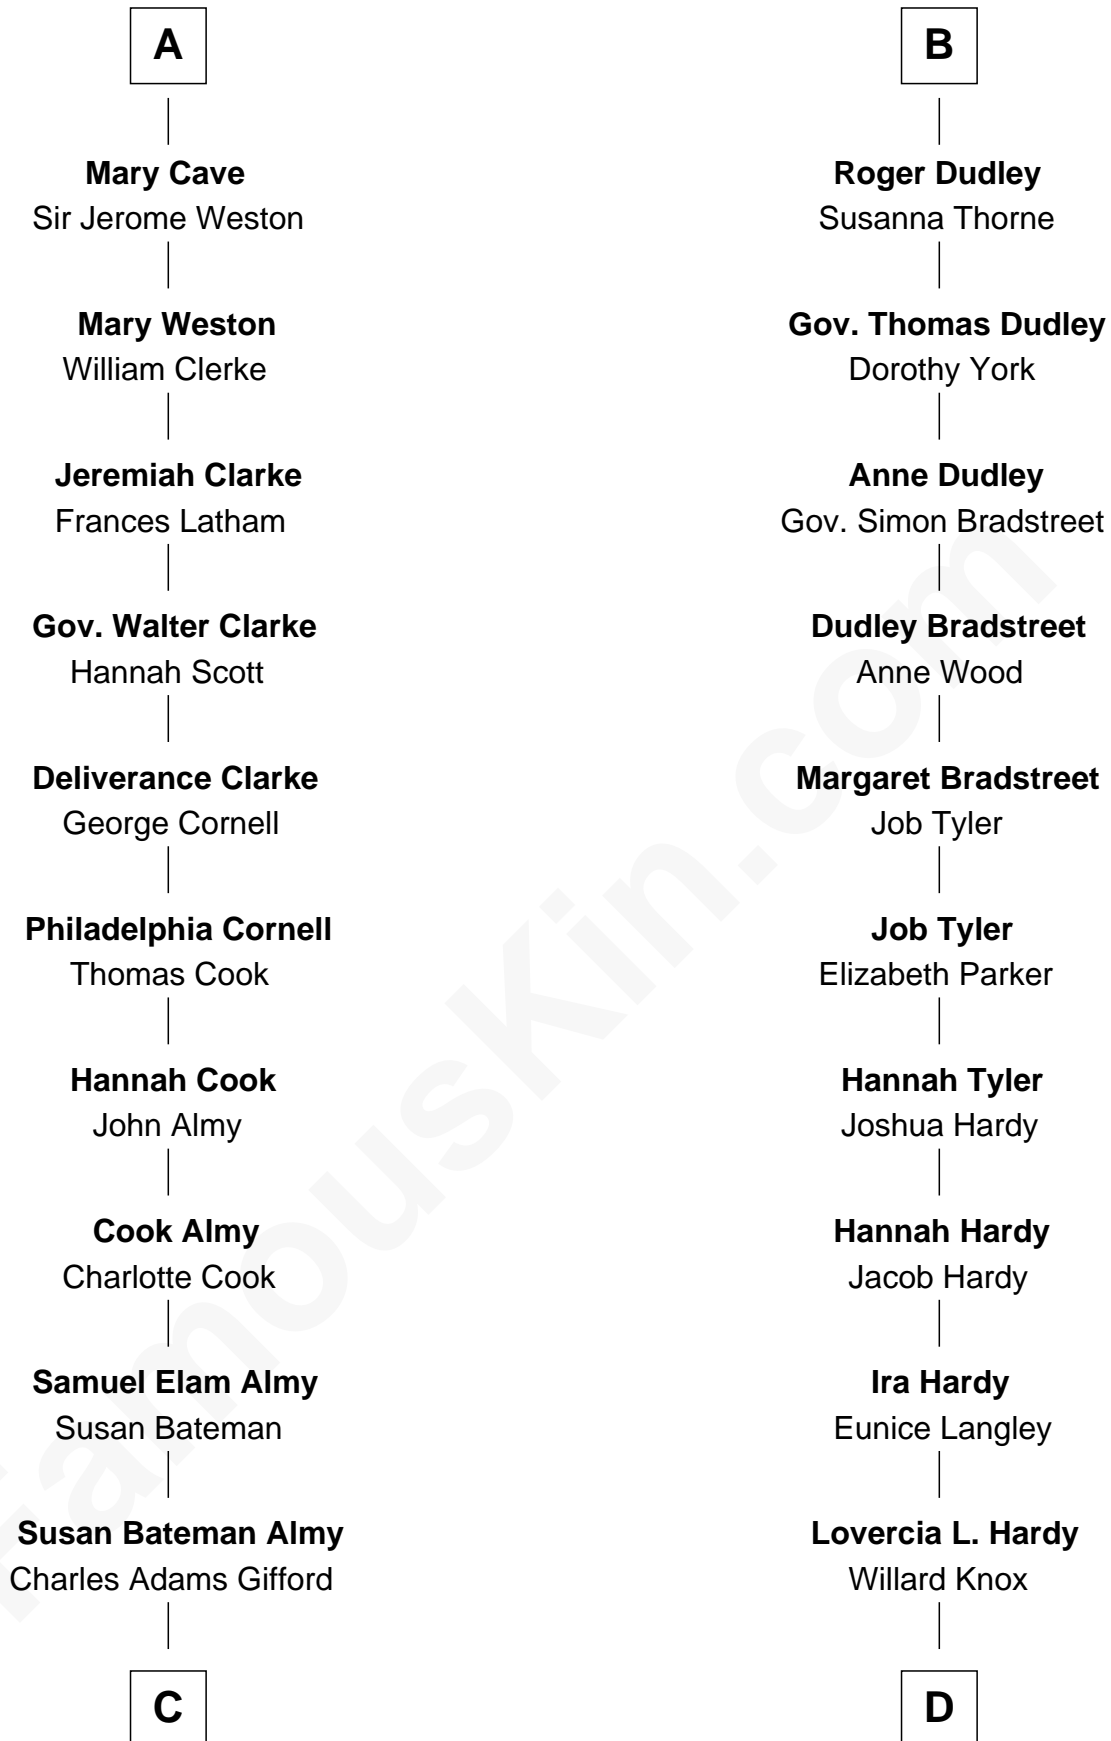 A
Mary Cave
Sir Jerome Weston
Mary Weston
William Clerke
Jeremiah Clarke
Frances Latham
Gov. Walter Clarke
Hannah Scott
Deliverance Clarke
George Cornell
Philadelphia Cornell
Thomas Cook
Hannah Cook
John Almy
Cook Almy
Charlotte Cook
Samuel Elam Almy
Susan Bateman
Susan Bateman Almy
Charles Adams Gifford
C
B
Roger Dudley
Susanna Thorne
Gov. Thomas Dudley
Dorothy York
Anne Dudley
Gov. Simon Bradstreet
Dudley Bradstreet
Anne Wood
Margaret Bradstreet
Job Tyler
Job Tyler
Elizabeth Parker
Hannah Tyler
Joshua Hardy
Hannah Hardy
Jacob Hardy
Ira Hardy
Eunice Langley
Lovercia L. Hardy
Willard Knox
D
FamousKin.com